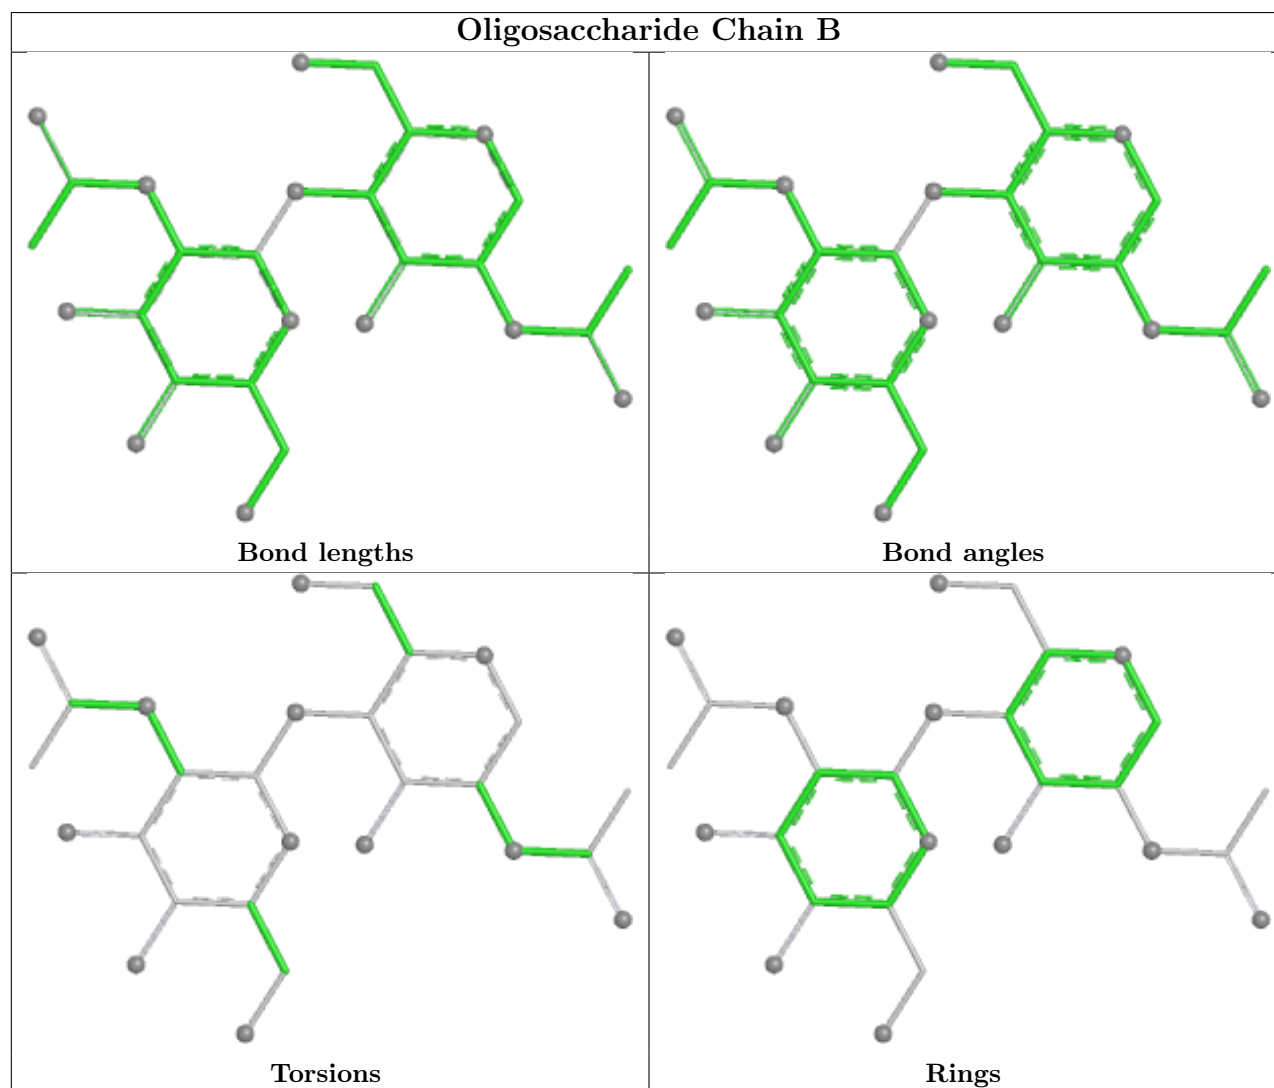 Oligosaccharide Chain B
Bond lengths
Bond angles
Torsions
Rings